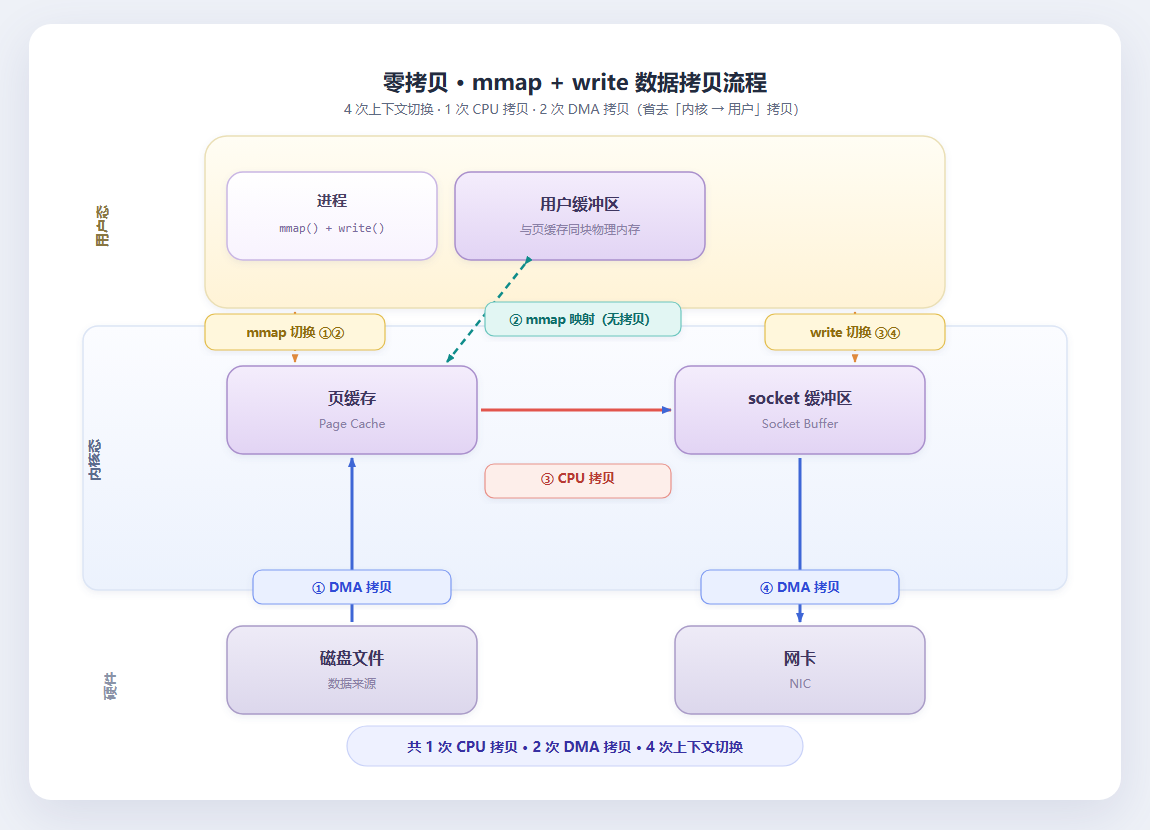 零拷贝 • mmap + write 数据拷贝流程
4 次上下文切换 · 1 次 CPU 拷贝 · 2 次 DMA 拷贝（省去「内核 → 用户」拷贝）
用户态
进程
mmap() + write()
用户缓冲区
与页缓存同块物理内存
mmap 切换 ①②
② mmap 映射（无拷贝）
write 切换 ③④
内核态
页缓存
Page Cache
socket 缓冲区
Socket Buffer
③ CPU 拷贝
① DMA 拷贝
④ DMA 拷贝
硬件
磁盘文件
数据来源
网卡
NIC
共 1 次 CPU 拷贝 • 2 次 DMA 拷贝 • 4 次上下文切换